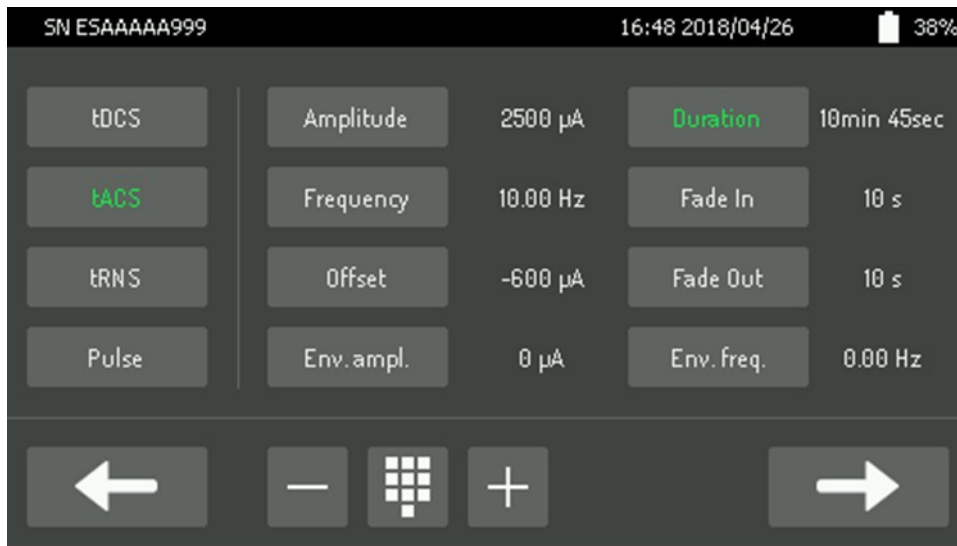 SN ESAAAAA999 16:48 2018/04/26 38%
tDCS Amplitude 2500 µA Duration 10min 45sec
tACS Frequency 10.00 Hz Fade In 10 s
tRNS Offset -600 µA Fade Out 10 s
Pulse Env. ampl. 0 µA Env. freq. 0.00 Hz